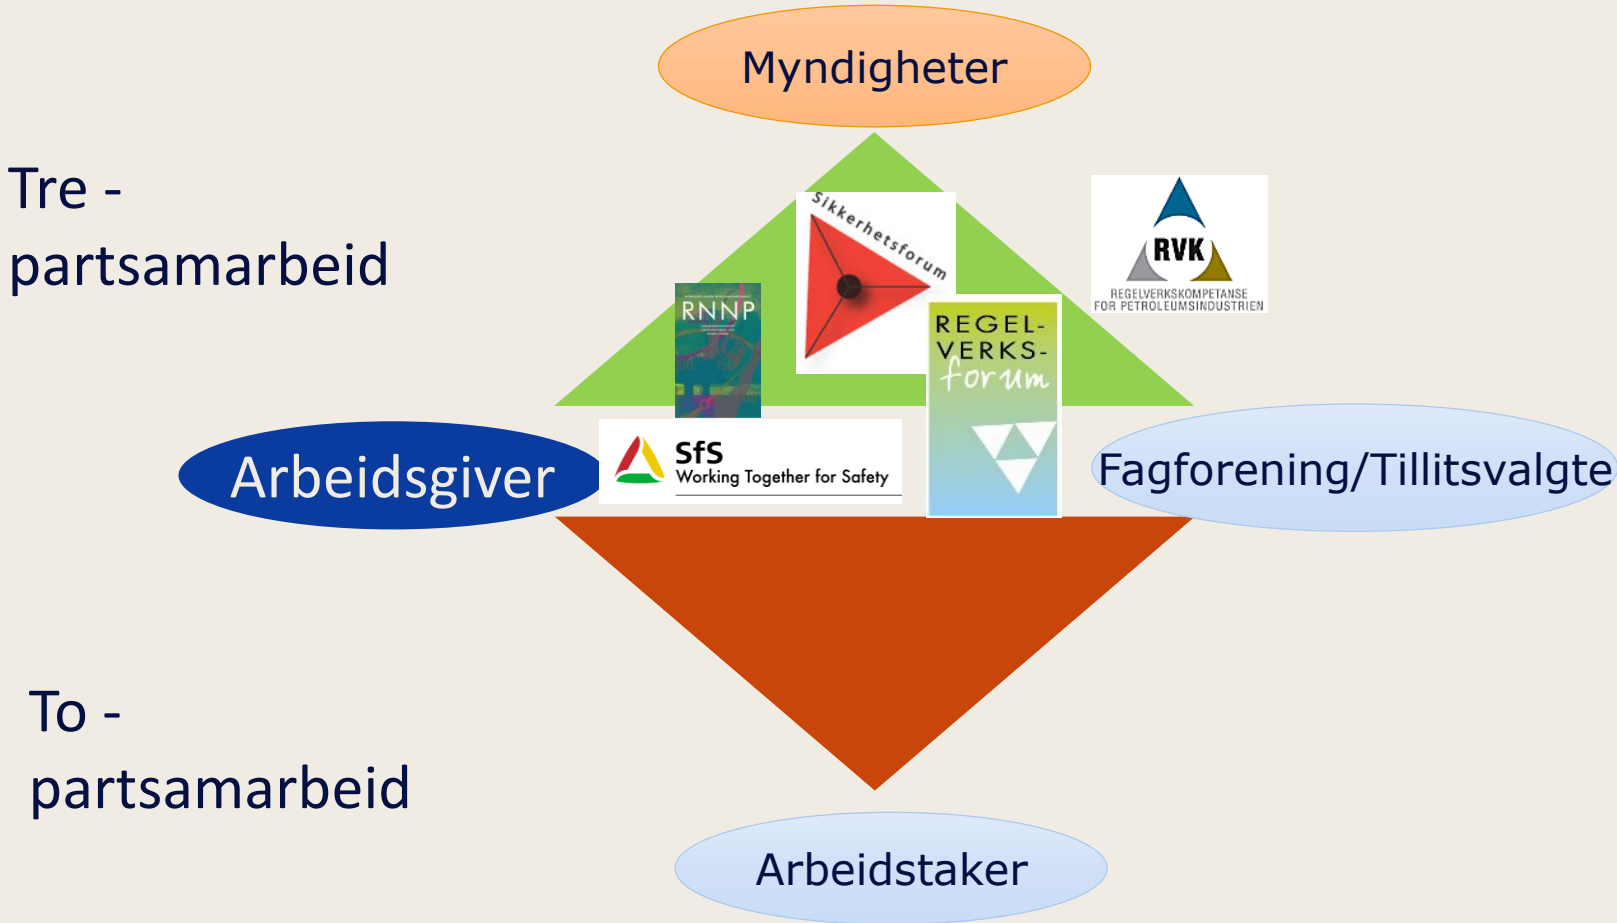 Myndigheter
Tre -
partsamarbeid
Sikkerhetsforum
RVK
REGELVERKSKOMPETANSE
FOR PETROLEUMSINDUSTRIEN
RNNP
REGEL-
VERKS-
forum
SfS
Working Together for Safety
Arbeidsgiver
Fagforening/Tillitsvalgte
To -
partsamarbeid
Arbeidstaker